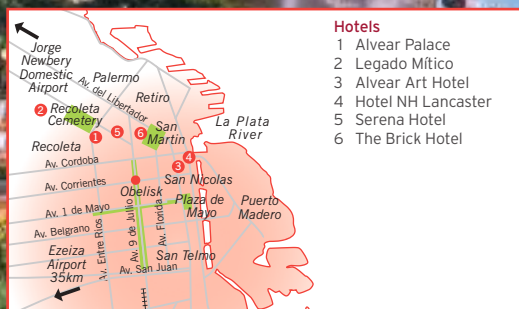 Jorge
Newbery
Domestic
Airport
Palermo
Av. del Libertador
Retiro
2
Recoleta
Cemetery
1
5
6
San
Martin
La Plata
River
Recoleta
Av. Cordoba
4
3
Av. Corrientes
San Nicolas
Obelisk
Av. 1 de Mayo
Plaza de
Mayo
Puerto
Madero
Av. Belgrano
Av. Entre Rios
Av. 9 de Julio
Av. Florida
Ezeiza
Airport
35km
San Telmo
Av. San Juan
Hotels
1 Alvear Palace
2 Legado Mítico
3 Alvear Art Hotel
4 Hotel NH Lancaster
5 Serena Hotel
6 The Brick Hotel